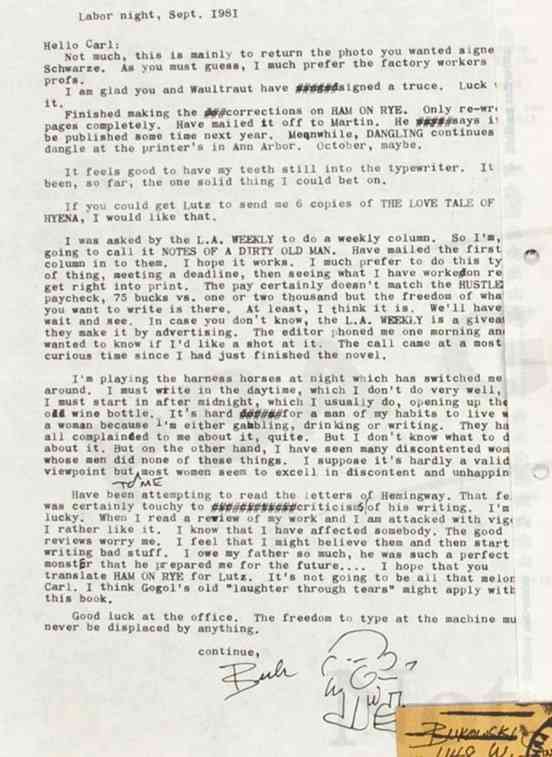 Labor night, Sept. 1981
Hello Carl:
Not much, this is mainly to return the photo you wanted signe
Schwarze. As you must guess, I much prefer the factory workers
profs.
I am glad you and Waultraut have signed a truce. Luck
it.
Finished making the corrections on HAM ON RYE. Only re-wr
pages completely. Have mailed it off to Martin. He says i
be published some time next year. Meqnwhile, DANGLING continues
dangle at the printer's in Ann Arbor. October, maybe.
It feels good to have my teeth still into the typewriter. It
been, so far, the one solid thing I could bet on.
If you could get Lutz to send me 6 copies of THE LOVE TALE OF
HYENA, I would like that.
I was asked by the L.A. WEEKLY to do a weekly column. So I'm,
going to call it NOTES OF A DIRTY OLD MAN. Have mailed the first
column in to them. I hope it works. I much prefer to do this ty
of thing, meeting a deadline, then seeing what I have worked on re
get right into print. The pay certainly doesn't match the HUSTLE
paycheck, 75 bucks vs. one or two thousand but the freedom of wha
you want to write is there. At least, I think it is. We'll have
wait and see. In case you don't know, the L.A. WEEKLY is a givea
they make it by advertising. The editor phoned me one morning an
wanted to know if I'd like a shot at it. The call came at a most
curious time since I had just finished the novel.
I'm playing the harness horses at night which has switched me
around. I must write in the daytime, which I don't do very well,
I must start in after midnight, which I usually do, opening up the
odd wine bottle. It's hard for a man of my habits to live w
a woman because I'm either gambling, drinking or writing. They ha
all complainded to me about it, quite. But I don't know what to d
about it. But on the other hand, I have seen many discontented wom
whose men did none of these things. I suppose it's hardly a valid
viewpoint but to ME most women seem to excell in discontent and unhappin
Have been attempting to read the letters of Hemingway. That fe
was certainly touchy to criticisms of his writing. I'm
lucky. When I read a review of my work and I am attacked with vig
I rather like it. I know that I have affected somebody. The good
reviews worry me. I feel that I might believe them and then start
writing bad stuff. I owe my father so much, he was such a perfect
monster that he prepared me for the future.... I hope that you
translate HAM ON RYE for Lutz. It's not going to be all that melon
Carl. I think Gogol's old "laughter through tears" might apply with
this book.
Good luck at the office. The freedom to type at the machine mu
never be displaced by anything.
continue,
Buk
BUKOWSKI
1148 W.